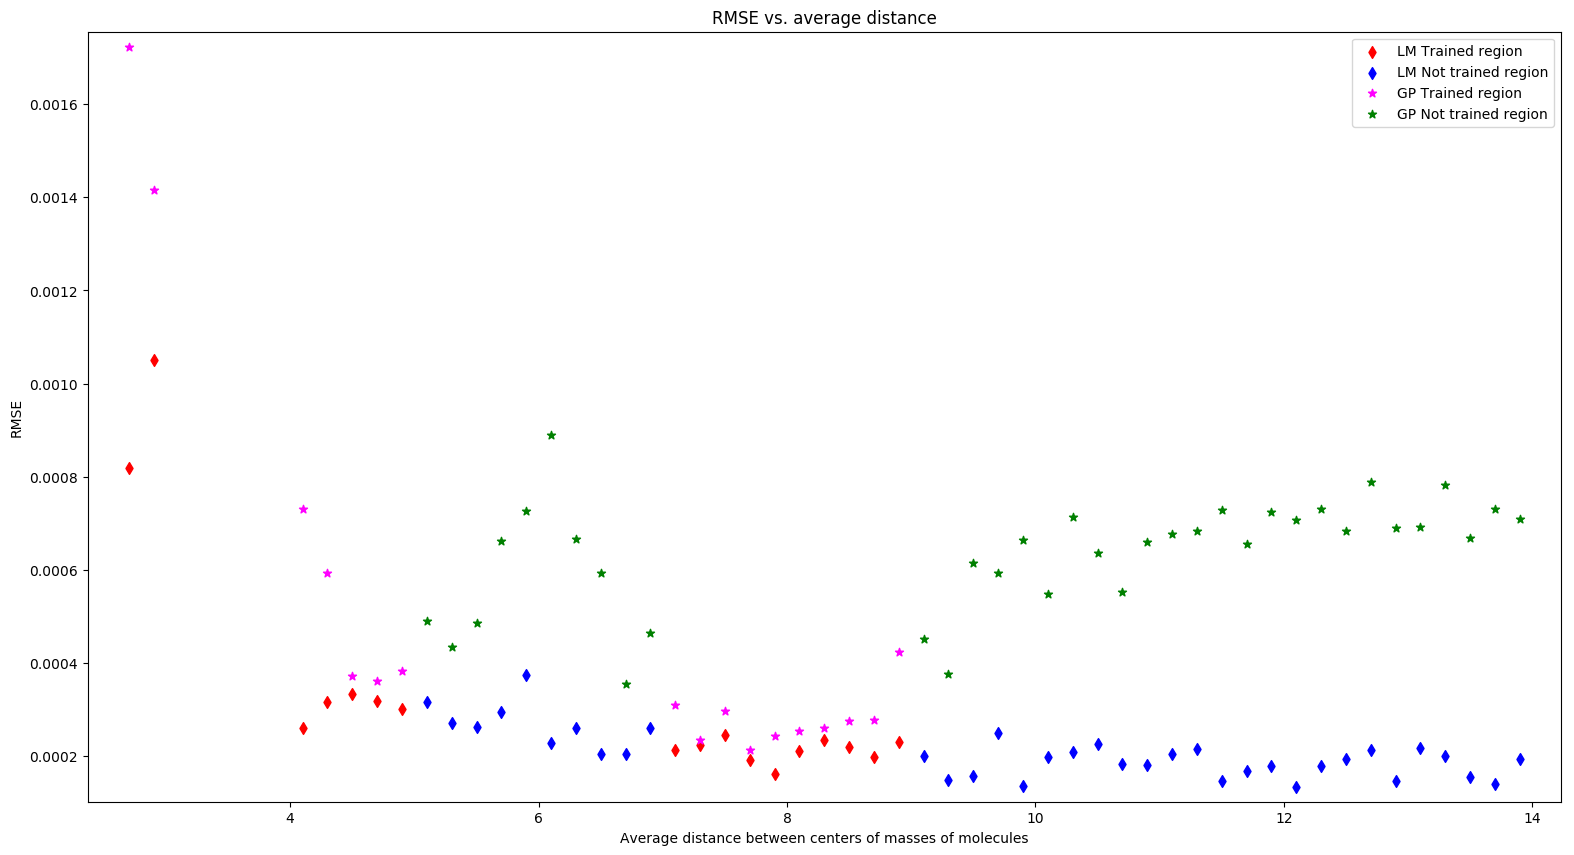 RMSE vs. average distance
LM Trained region
LM Not trained region
GP Trained region
GP Not trained region
0.0016
0.0014
0.0012
0.0010
0.0008
0.0006
0.0004
0.0002
RMSE
4 6 8 10 12 14
Average distance between centers of masses of molecules